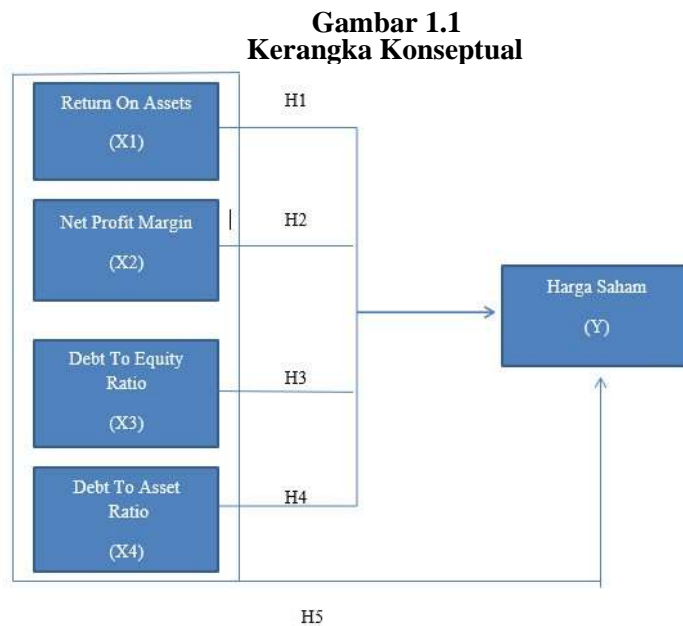 Gambar 1.1
Kerangka Konseptual
Return On Assets
(X1)
H1
Net Profit Margin
(X2)
H2
Harga Saham
(Y)
Debt To Equity
Ratio
(X3)
H3
Debt To Asset
Ratio
(X4)
H4
H5